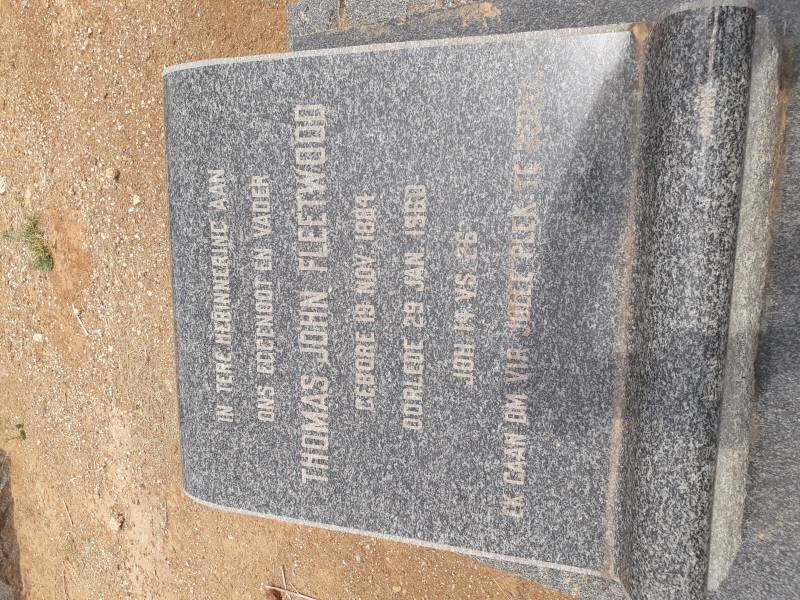 IN TERE HERINNERING AAN
ONS EGGENOOT EN VADER
THOMAS JOHN FLEETWOOD
GEBORE 19 NOV. 1884
OORLEDE 29 JAN. 1960
JOH. 14 VS. 26
EK GAAN OM VIR JULLE PLEK TE BEREI.